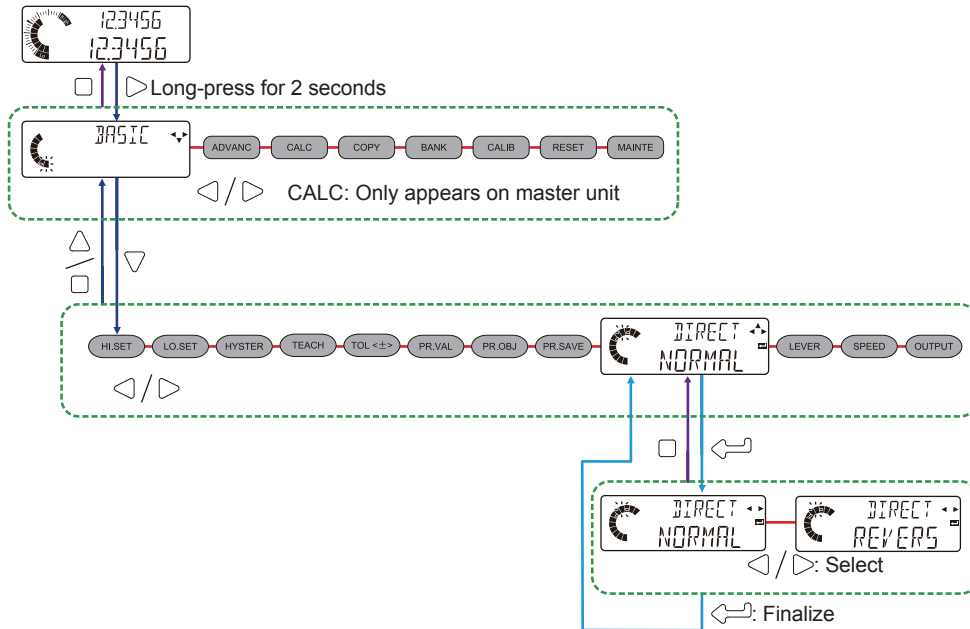 12.3456
12.3456
Long-press for 2 seconds
BASIC
ADVANC CALC COPY BANK CALIB RESET MAINTE
CALC: Only appears on master unit
HI.SET LO.SET HYSTER TEACH TOL <±> PR.VAL PR.OBJ PR.SAVE DIRECT LEVER SPEED OUTPUT
NORMAL
DIRECT DIRECT
NORMAL REVERS
: Select
: Finalize